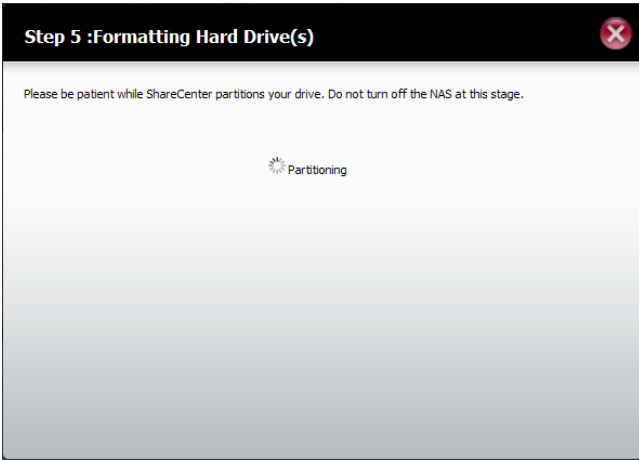 Step 5 :Formatting Hard Drive(s)
Please be patient while ShareCenter partitions your drive. Do not turn off the NAS at this stage.
Partitioning